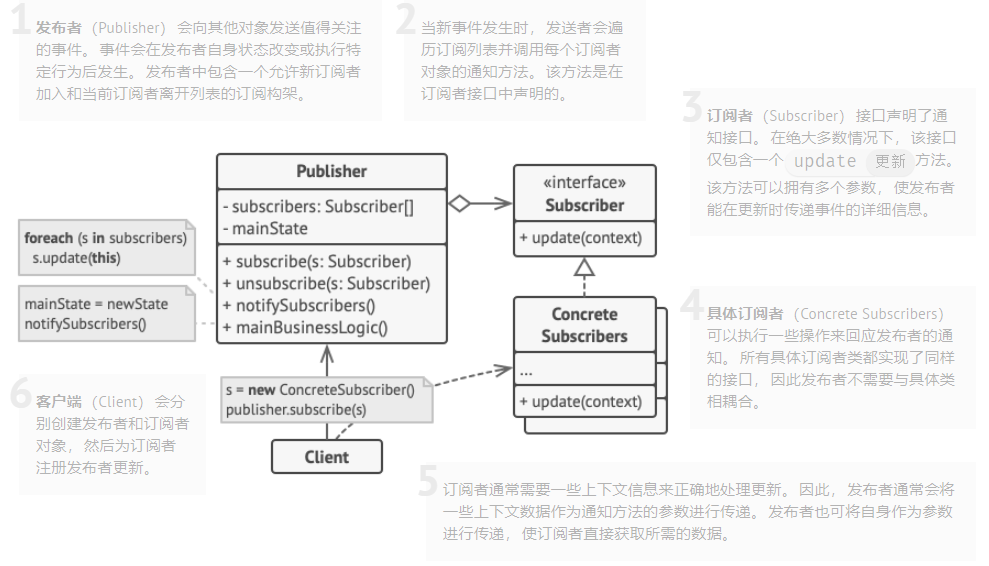 1
发布者 （Publisher） 会向其他对象发送值得关注
的事件。 事件会在发布者自身状态改变或执行特
定行为后发生。 发布者中包含一个允许新订阅者
加入和当前订阅者离开列表的订阅构架。
2
当新事件发生时， 发送者会遍
历订阅列表并调用每个订阅者
对象的通知方法。 该方法是在
订阅者接口中声明的。
3
订阅者 （Subscriber） 接口声明了通
知接口。 在绝大多数情况下， 该接口
仅包含一个 update 更新 方法。
该方法可以拥有多个参数， 使发布者
能在更新时传递事件的详细信息。
Publisher
- subscribers: Subscriber[]
- mainState
+ subscribe(s: Subscriber)
+ unsubscribe(s: Subscriber)
+ notifySubscribers()
+ mainBusinessLogic()
«interface»
Subscriber
+ update(context)
foreach (s in subscribers)
s.update(this)
mainState = newState
notifySubscribers()
Concrete
Subscribers
...
+ update(context)
4
具体订阅者 （Concrete Subscribers）
可以执行一些操作来回应发布者的通
知。 所有具体订阅者类都实现了同样
的接口， 因此发布者不需要与具体类
相耦合。
s = new ConcreteSubscriber()
publisher.subscribe(s)
Client
6
客户端 （Client） 会分
别创建发布者和订阅者
对象， 然后为订阅者
注册发布者更新。
5
订阅者通常需要一些上下文信息来正确地处理更新。 因此， 发布者通常会将
一些上下文数据作为通知方法的参数进行传递。 发布者也可将自身作为参数
进行传递， 使订阅者直接获取所需的数据。